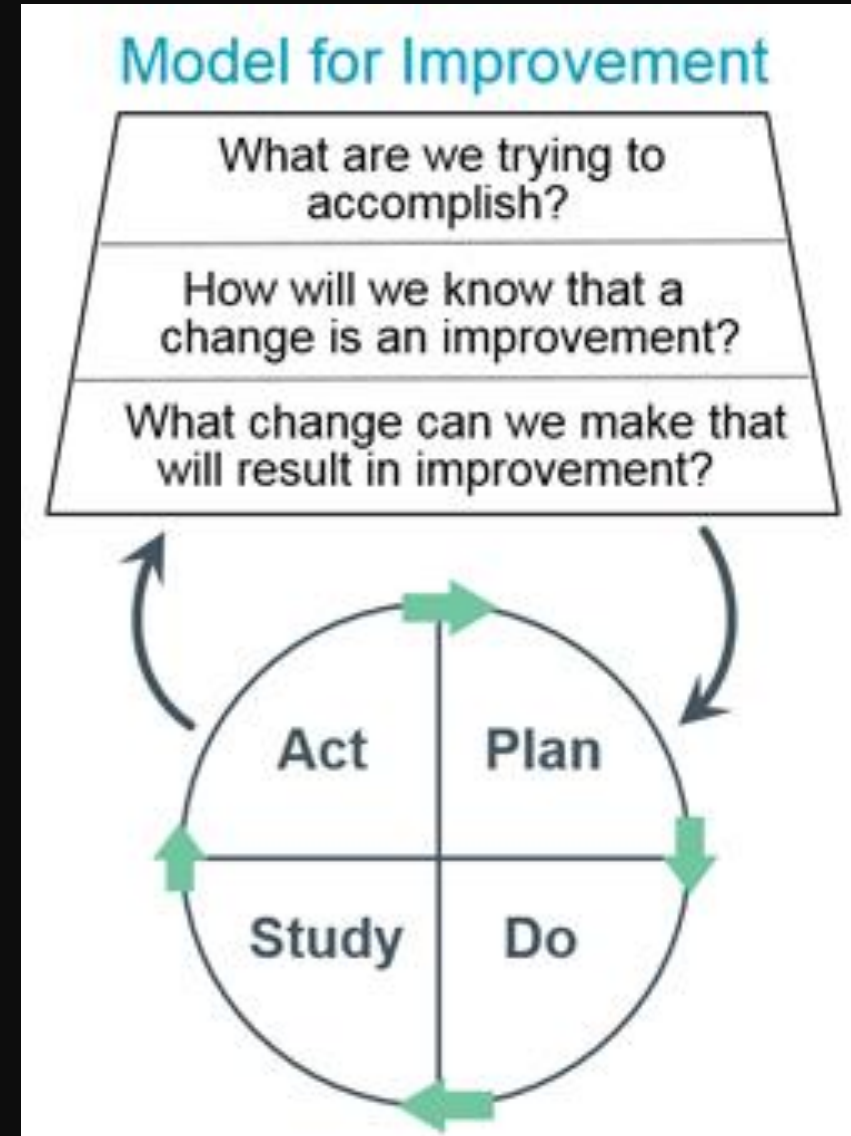 Model for Improvement
What are we trying to
accomplish?
How will we know that a
change is an improvement?
What change can we make that
will result in improvement?
Act
Plan
Study
Do